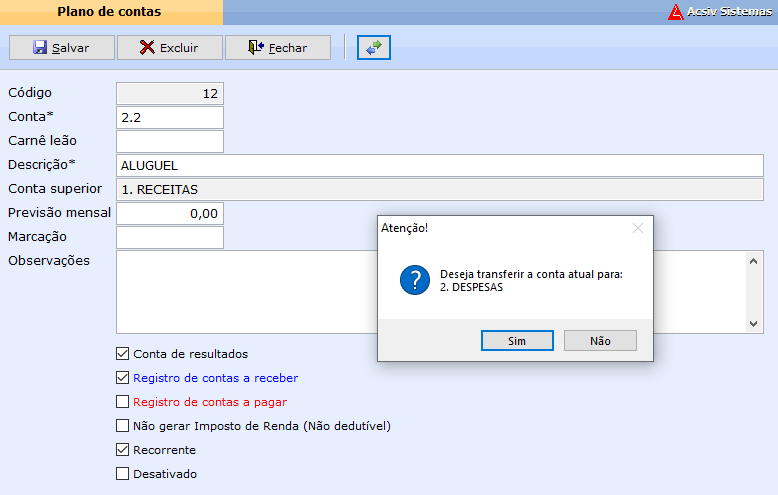 Plano de contas
Acsiv Sistemas
Salvar
Excluir
Fechar
Código 12
Conta* 2.2
Carnê leão
Descrição* ALUGUEL
Conta superior 1. RECEITAS
Previsão mensal 0,00
Marcação
Observações
Atenção!
Deseja transferir a conta atual para:
2. DESPESAS
Sim
Não
Conta de resultados
Registro de contas a receber
Registro de contas a pagar
Não gerar Imposto de Renda (Não dedutível)
Recorrente
Desativado